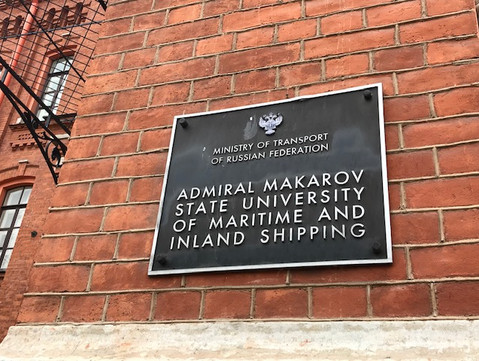 MINISTRY OF TRANSPORT
OF RUSSIAN FEDERATION
ADMIRAL MAKAROV
STATE UNIVERSITY
OF MARITIME AND
INLAND SHIPPING